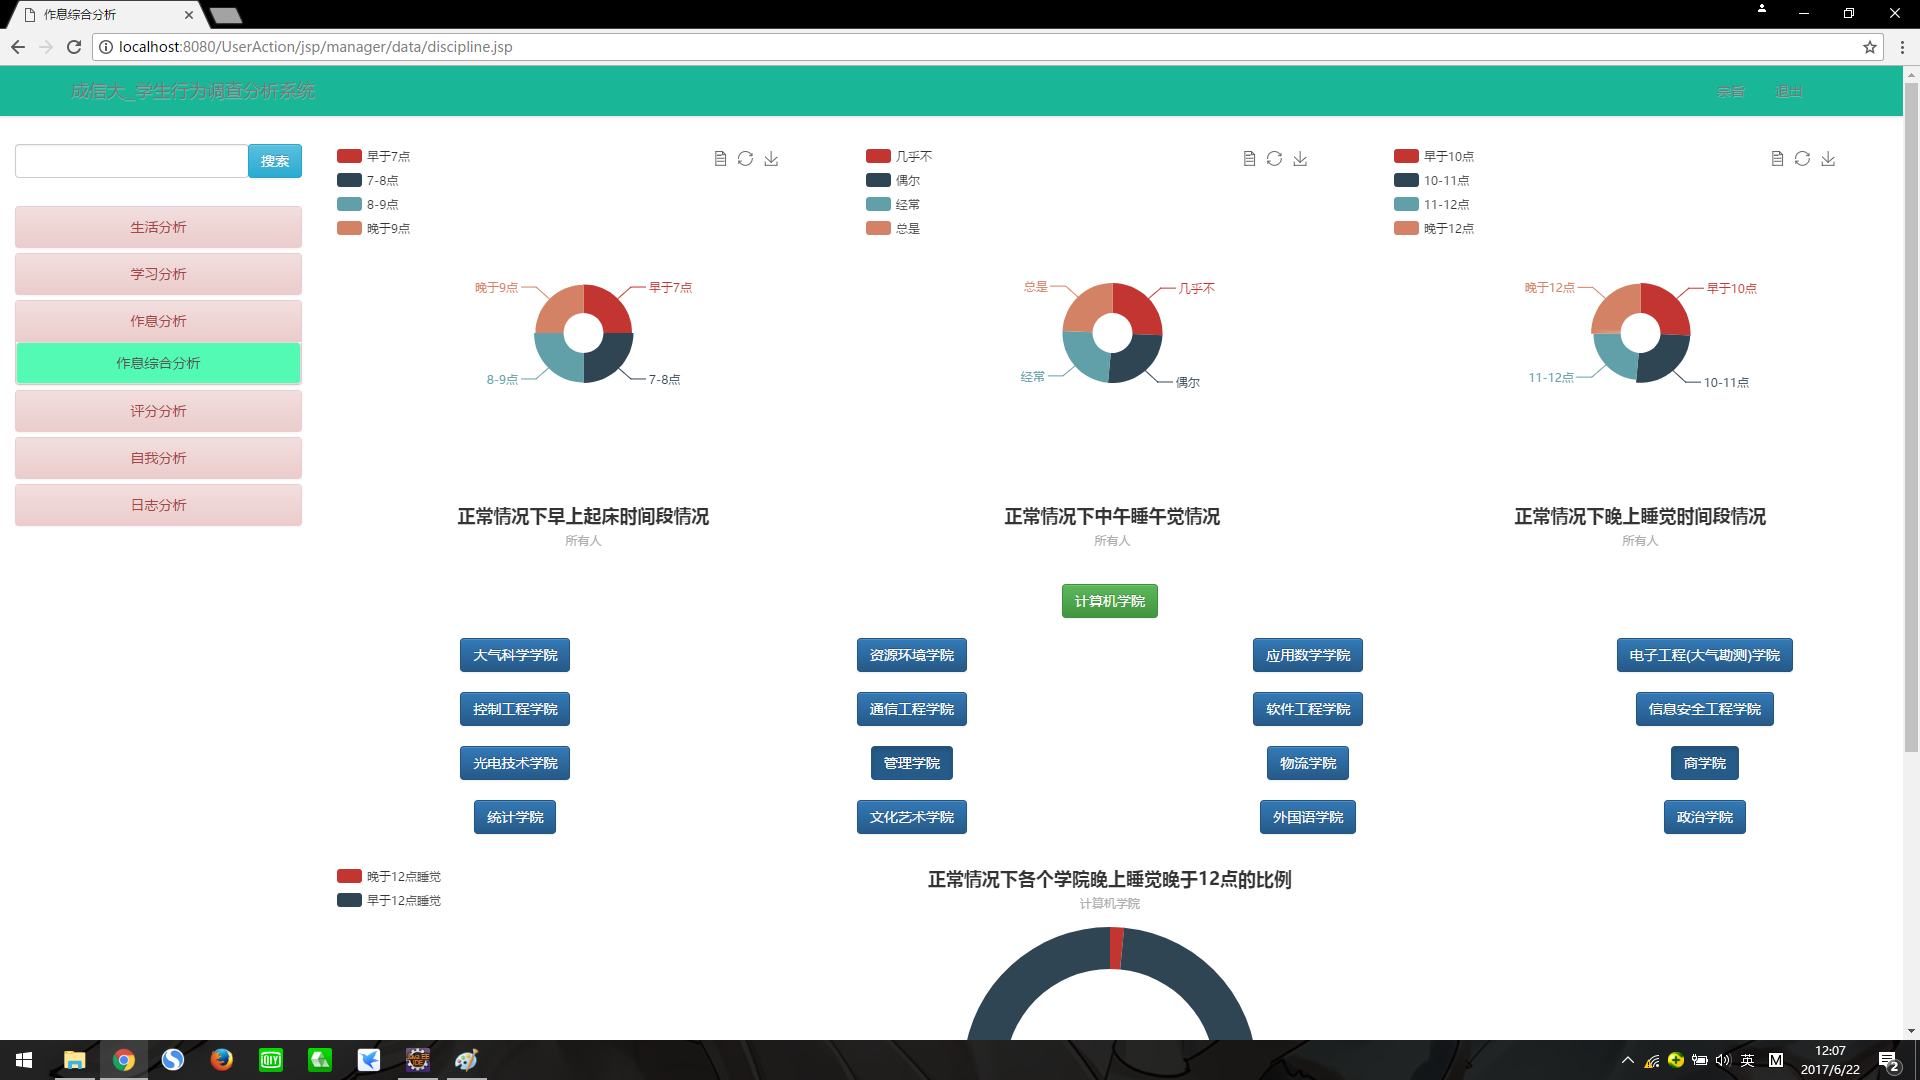 作息综合分析
localhost:8080/UserAction/jsp/manager/data/discipline.jsp
成信大_学生行为调查分析系统
退出
搜索
生活分析
学习分析
作息分析
作息综合分析
评分分析
自我分析
日志分析
早于7点
7-8点
8-9点
晚于9点
晚于9点
早于7点
8-9点
7-8点
正常情况下早上起床时间段情况
所有人
几乎不
偶尔
经常
总是
总是
几乎不
经常
偶尔
正常情况下中午睡午觉情况
所有人
早于10点
10-11点
11-12点
晚于12点
晚于12点
早于10点
11-12点
10-11点
正常情况下晚上睡觉时间段情况
所有人
计算机学院
大气科学学院
资源环境学院
应用数学学院
电子工程(大气勘测)学院
控制工程学院
通信工程学院
软件工程学院
信息安全工程学院
光电技术学院
管理学院
物流学院
商学院
统计学院
文化艺术学院
外国语学院
政治学院
晚于12点睡觉
早于12点睡觉
正常情况下各个学院晚上睡觉晚于12点的比例
计算机学院
QIY
英
M
12:07
2017/6/22
2